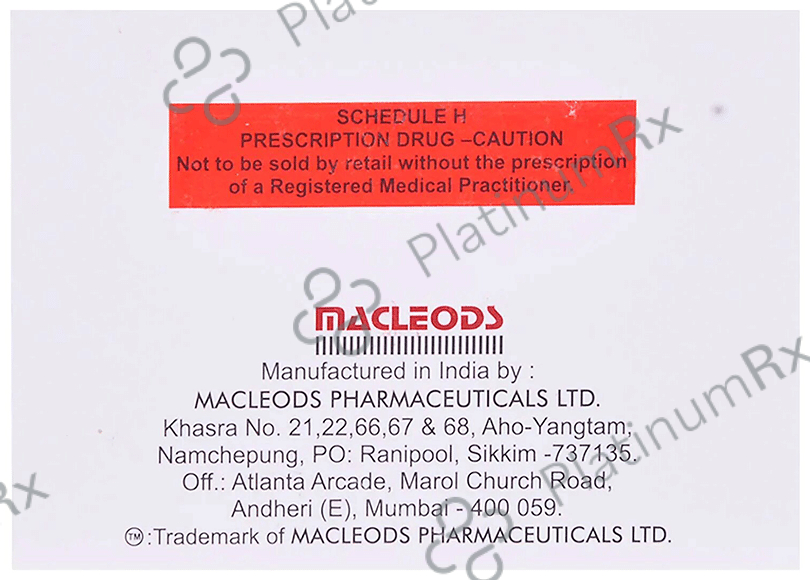 SCHEDULE H
PRESCRIPTION DRUG –CAUTION
Not to be sold by retail without the prescription
of a Registered Medical Practitioner.
MACLEODS
Manufactured in India by :
MACLEODS PHARMACEUTICALS LTD.
Khasra No. 21,22,66,67 & 68, Aho-Yangtam,
Namchepung, PO: Ranipool, Sikkim -737135.
Off.: Atlanta Arcade, Marol Church Road,
Andheri (E), Mumbai - 400 059.
TM:Trademark of MACLEODS PHARMACEUTICALS LTD.
PlatinumRx
PlatinumRx
PlatinumRx
Rx